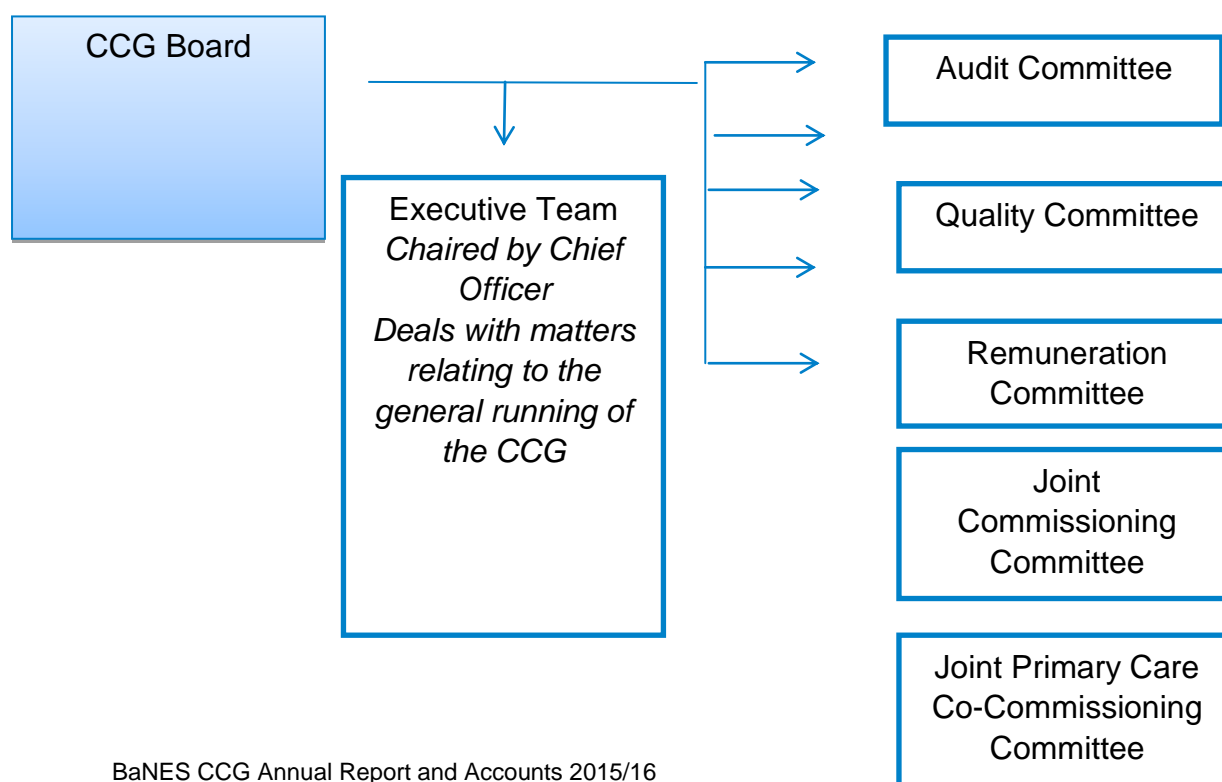 CCG Board
Executive Team
Chaired by Chief
Officer
Deals with matters
relating to the
general running of
the CCG
Audit Committee
Quality Committee
Remuneration
Committee
Joint
Commissioning
Committee
Joint Primary Care
Co-Commissioning
Committee
BaNES CCG Annual Report and Accounts 2015/16